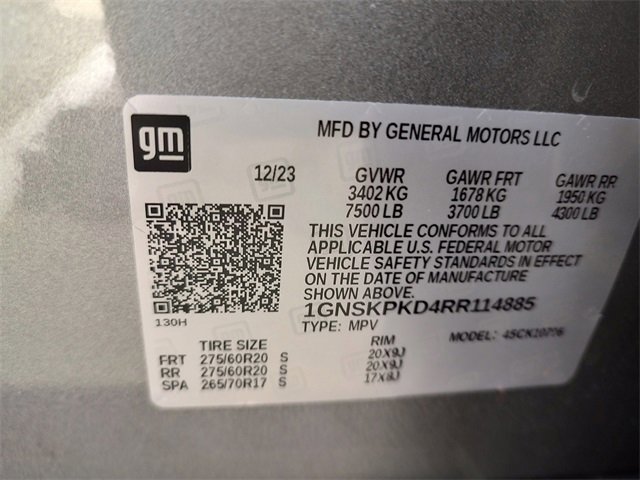 gm
MFD BY GENERAL MOTORS LLC
12/23 GVWR GAWR FRT GAWR RR
3402 KG 1678 KG 1950 KG
7500 LB 3700 LB 4300 LB
THIS VEHICLE CONFORMS TO ALL
APPLICABLE U.S. FEDERAL MOTOR
VEHICLE SAFETY STANDARDS IN EFFECT
ON THE DATE OF MANUFACTURE
SHOWN ABOVE.
1GNSKPKD4RR114885
130H
TYPE: MPV MODEL:
TIRE SIZE RIM
FRT 275/60R20 S 20X9J
RR 275/60R20 S 20X9J
SPA 265/70R17 S 17X8J